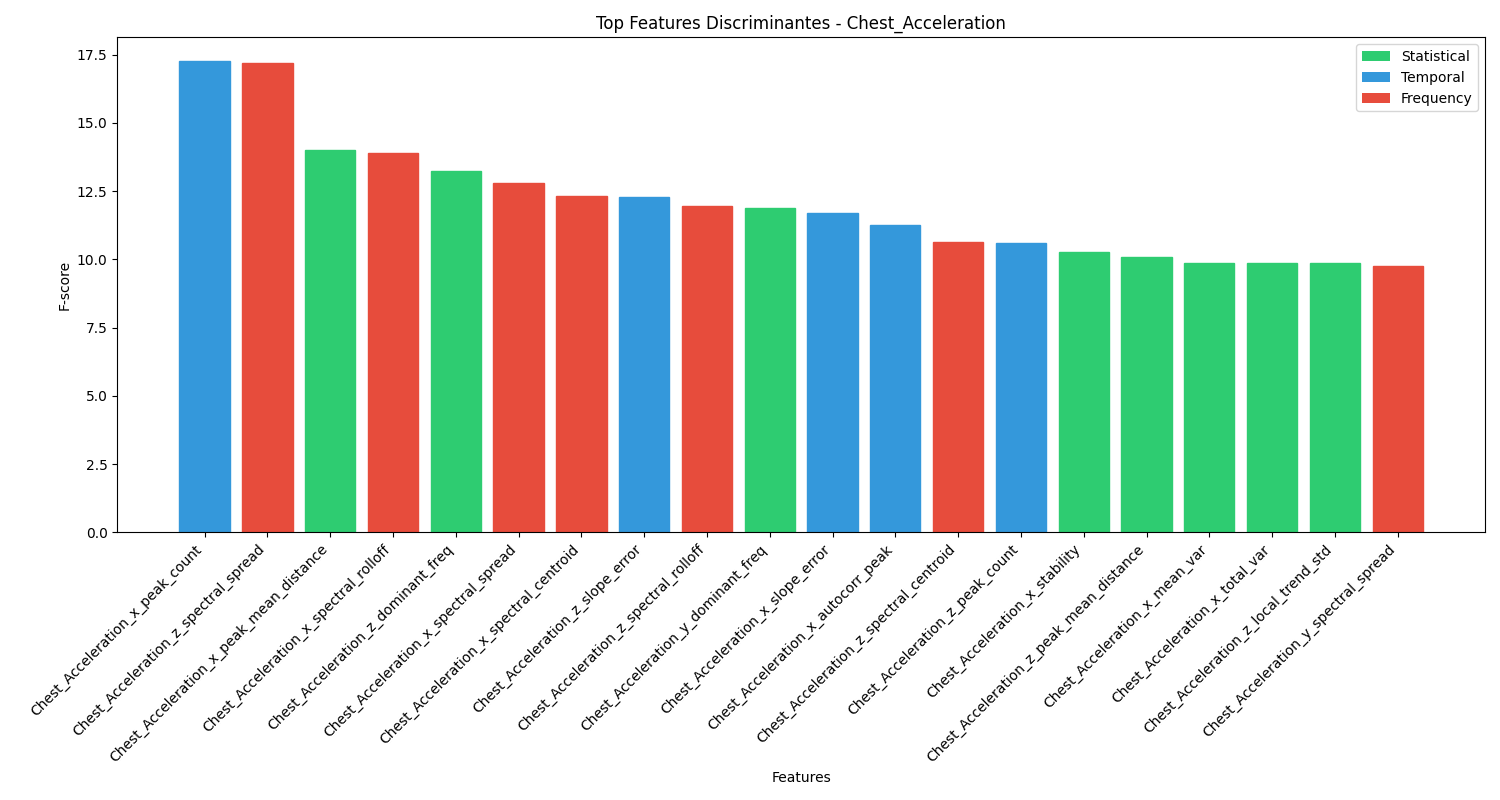 Top Features Discriminantes - Chest_Acceleration
Statistical
Temporal
Frequency
F-score
17.5
15.0
12.5
10.0
7.5
5.0
2.5
0.0
Chest_Acceleration_x_peak_count
Chest_Acceleration_z_spectral_spread
Chest_Acceleration_x_peak_mean_distance
Chest_Acceleration_x_spectral_rolloff
Chest_Acceleration_z_dominant_freq
Chest_Acceleration_x_spectral_spread
Chest_Acceleration_x_spectral_centroid
Chest_Acceleration_z_slope_error
Chest_Acceleration_z_spectral_rolloff
Chest_Acceleration_y_dominant_freq
Chest_Acceleration_x_slope_error
Chest_Acceleration_x_autocorr_peak
Chest_Acceleration_z_spectral_centroid
Chest_Acceleration_z_peak_count
Chest_Acceleration_x_stability
Chest_Acceleration_z_peak_mean_distance
Chest_Acceleration_x_mean_var
Chest_Acceleration_x_total_var
Chest_Acceleration_z_local_trend_std
Chest_Acceleration_y_spectral_spread
Features